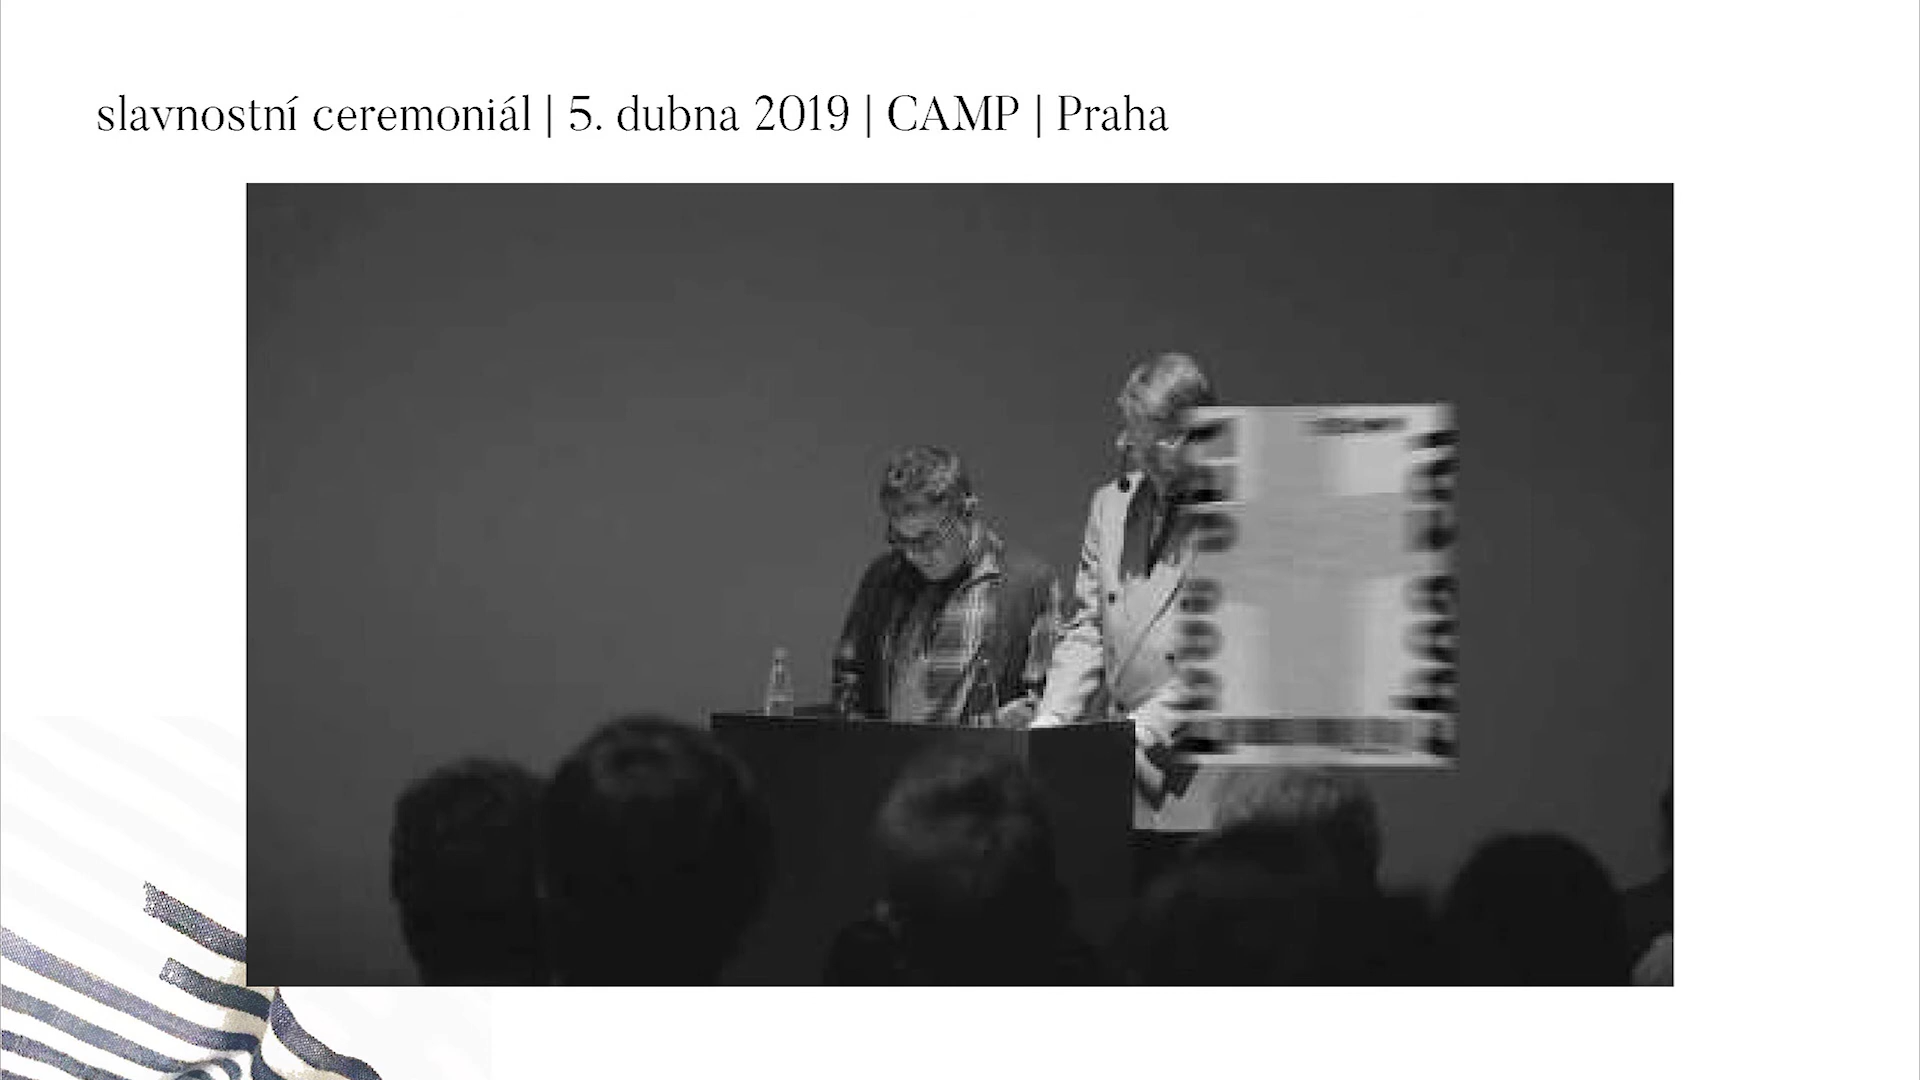 slavnostní ceremoniál | 5. dubna 2019 | CAMP | Praha